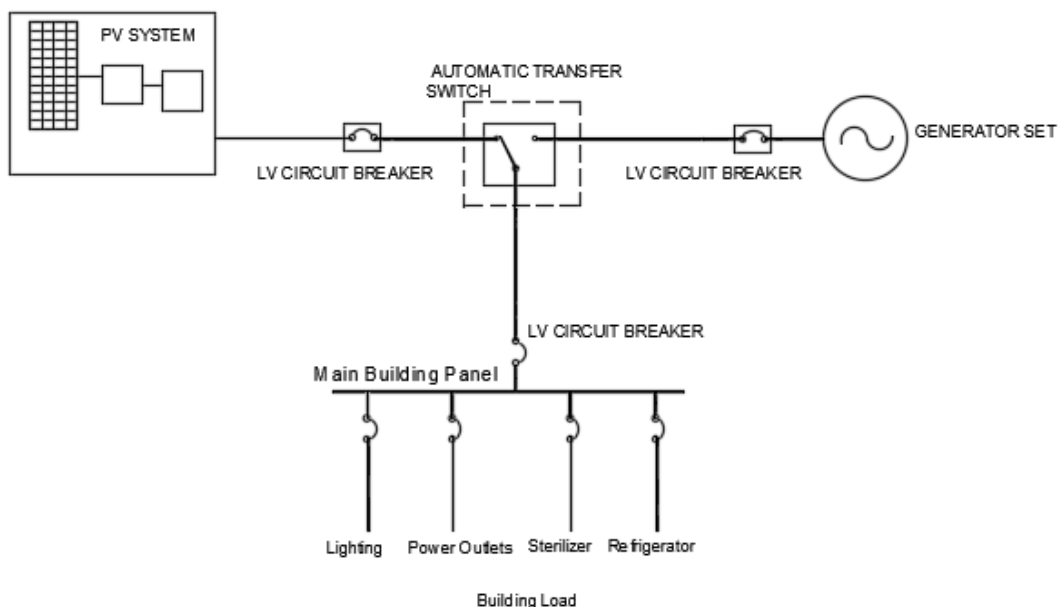 PV SYSTEM
AUTOMATIC TRANSFER
SWITCH
GENERATOR SET
LV CIRCUIT BREAKER
LV CIRCUIT BREAKER
LV CIRCUIT BREAKER
Main Building Panel
Lighting
Power Outlets
Sterilizer
Refrigerator
Building Load